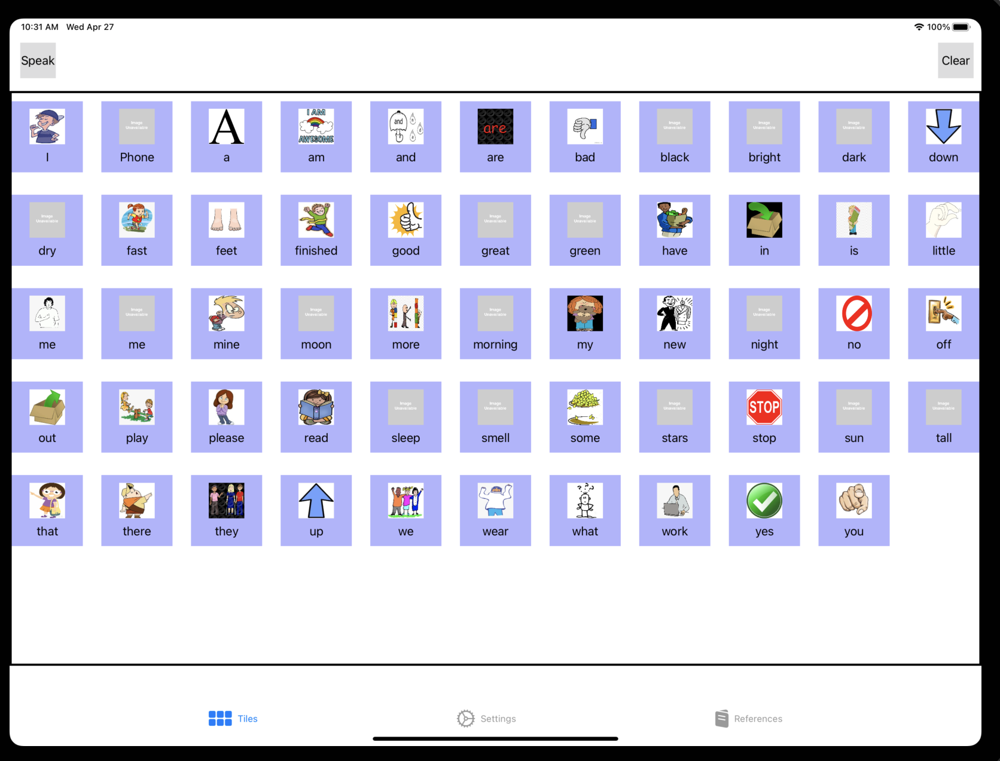 10:31 AM Wed Apr 27 100%
Speak Clear
I AM
AWESOME
and
a
n
d
are
Image Unavailable
Image Unavailable
Image Unavailable
Image Unavailable
I Phone a am and are bad black bright dark down
Image Unavailable
Image Unavailable
Image Unavailable
dry fast feet finished good great green have in is little
Image Unavailable
Image Unavailable
Image Unavailable
Image Unavailable
me me mine moon more morning my new night no off
Image Unavailable
Image Unavailable
Image Unavailable
STOP
Image Unavailable
Image Unavailable
out play please read sleep smell some stars stop sun tall
that there they up we wear what work yes you
Tiles Settings References